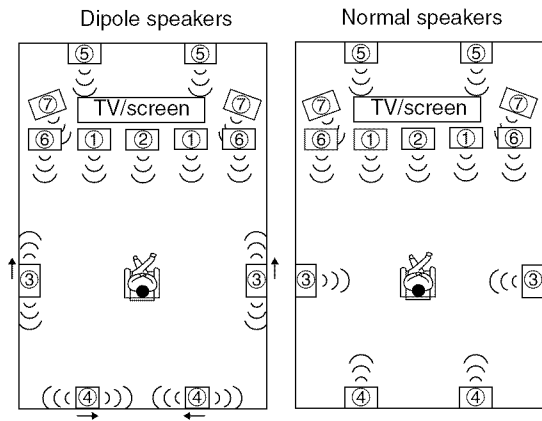 Dipole speakers Normal speakers
5 5 5 5
7 TV/screen 7 7 TV/screen 7
6 1 2 1 6 6 1 2 1 6
3 3 3 3
4 4 4 4